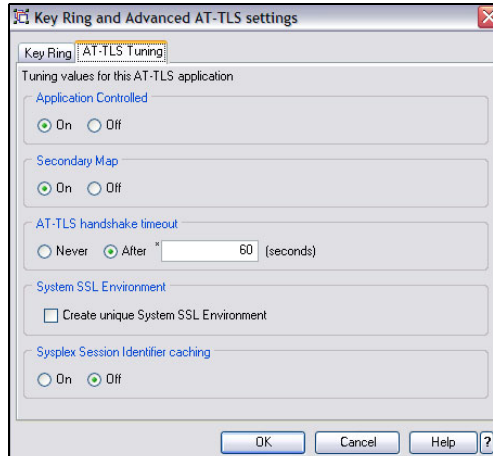 Key Ring and Advanced AT-TLS settings
Key Ring AT-TLS Tuning
Tuning values for this AT-TLS application
Application Controlled
On Off
Secondary Map
On Off
AT-TLS handshake timeout
Never After * 60 (seconds)
System SSL Environment
Create unique System SSL Environment
Sysplex Session Identifier caching
On Off
OK Cancel Help ?